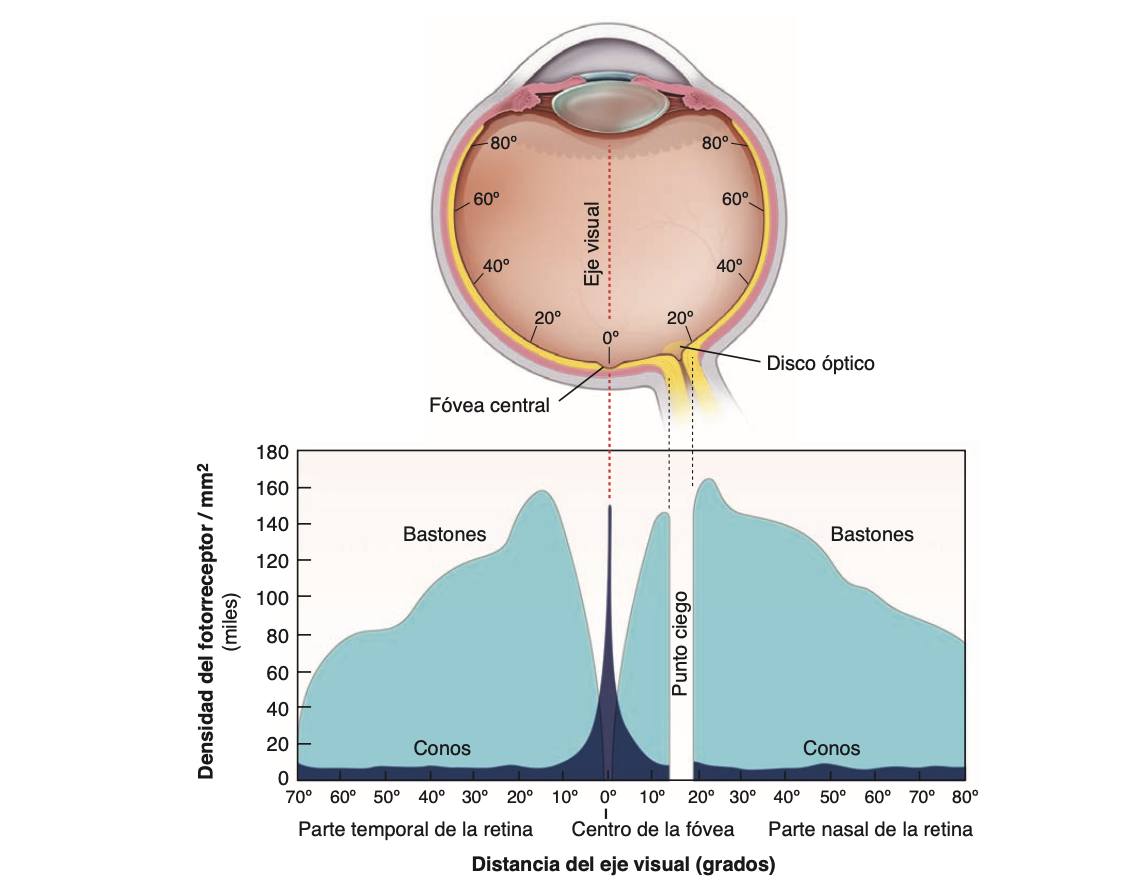 80º
80º
60º
60º
Eje visual
40º
40º
20º
20º
0º
Disco óptico
Fóvea central
Densidad del fotorreceptor / mm²
(miles)
180
160
140
120
100
80
60
40
20
0
Bastones
Bastones
Punto ciego
Conos
Conos
70º 60º 50º 40º 30º 20º 10º 0º 10º 20º 30º 40º 50º 60º 70º 80º
Parte temporal de la retina Centro de la fóvea Parte nasal de la retina
Distancia del eje visual (grados)